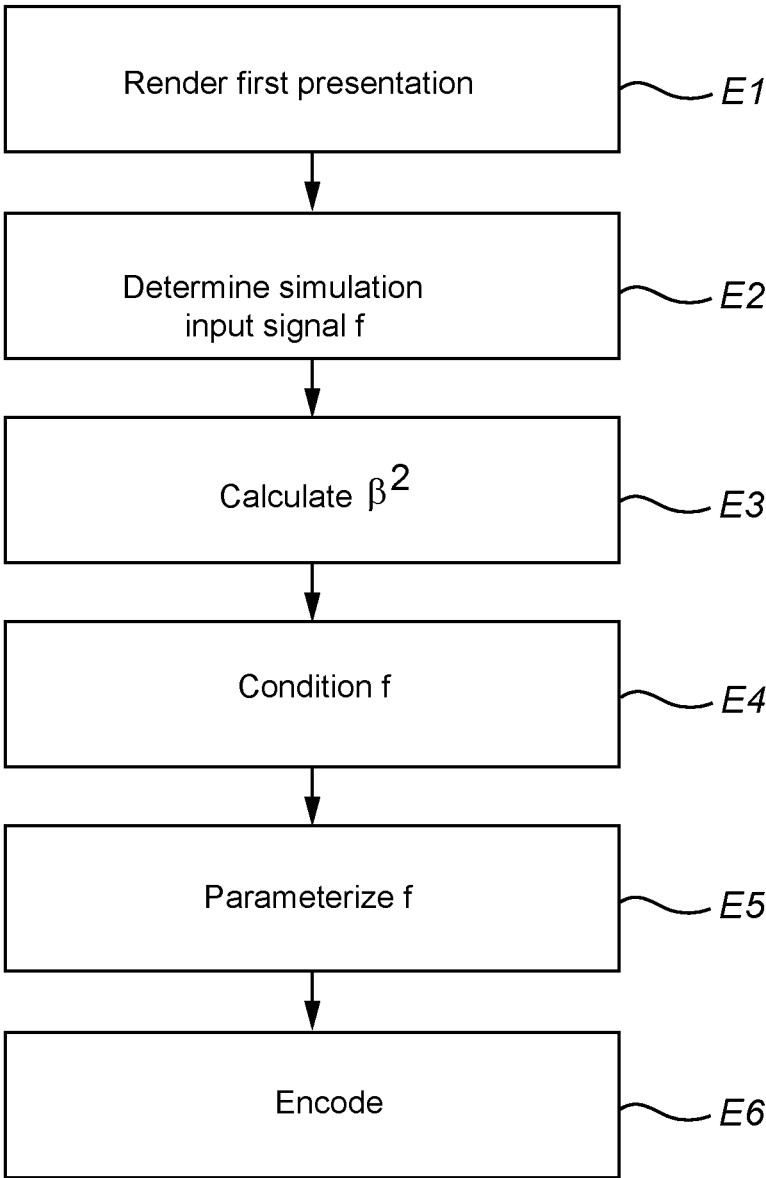 Render first presentation
E1
Determine simulation
input signal f
E2
Calculate β²
E3
Condition f
E4
Parameterize f
E5
Encode
E6